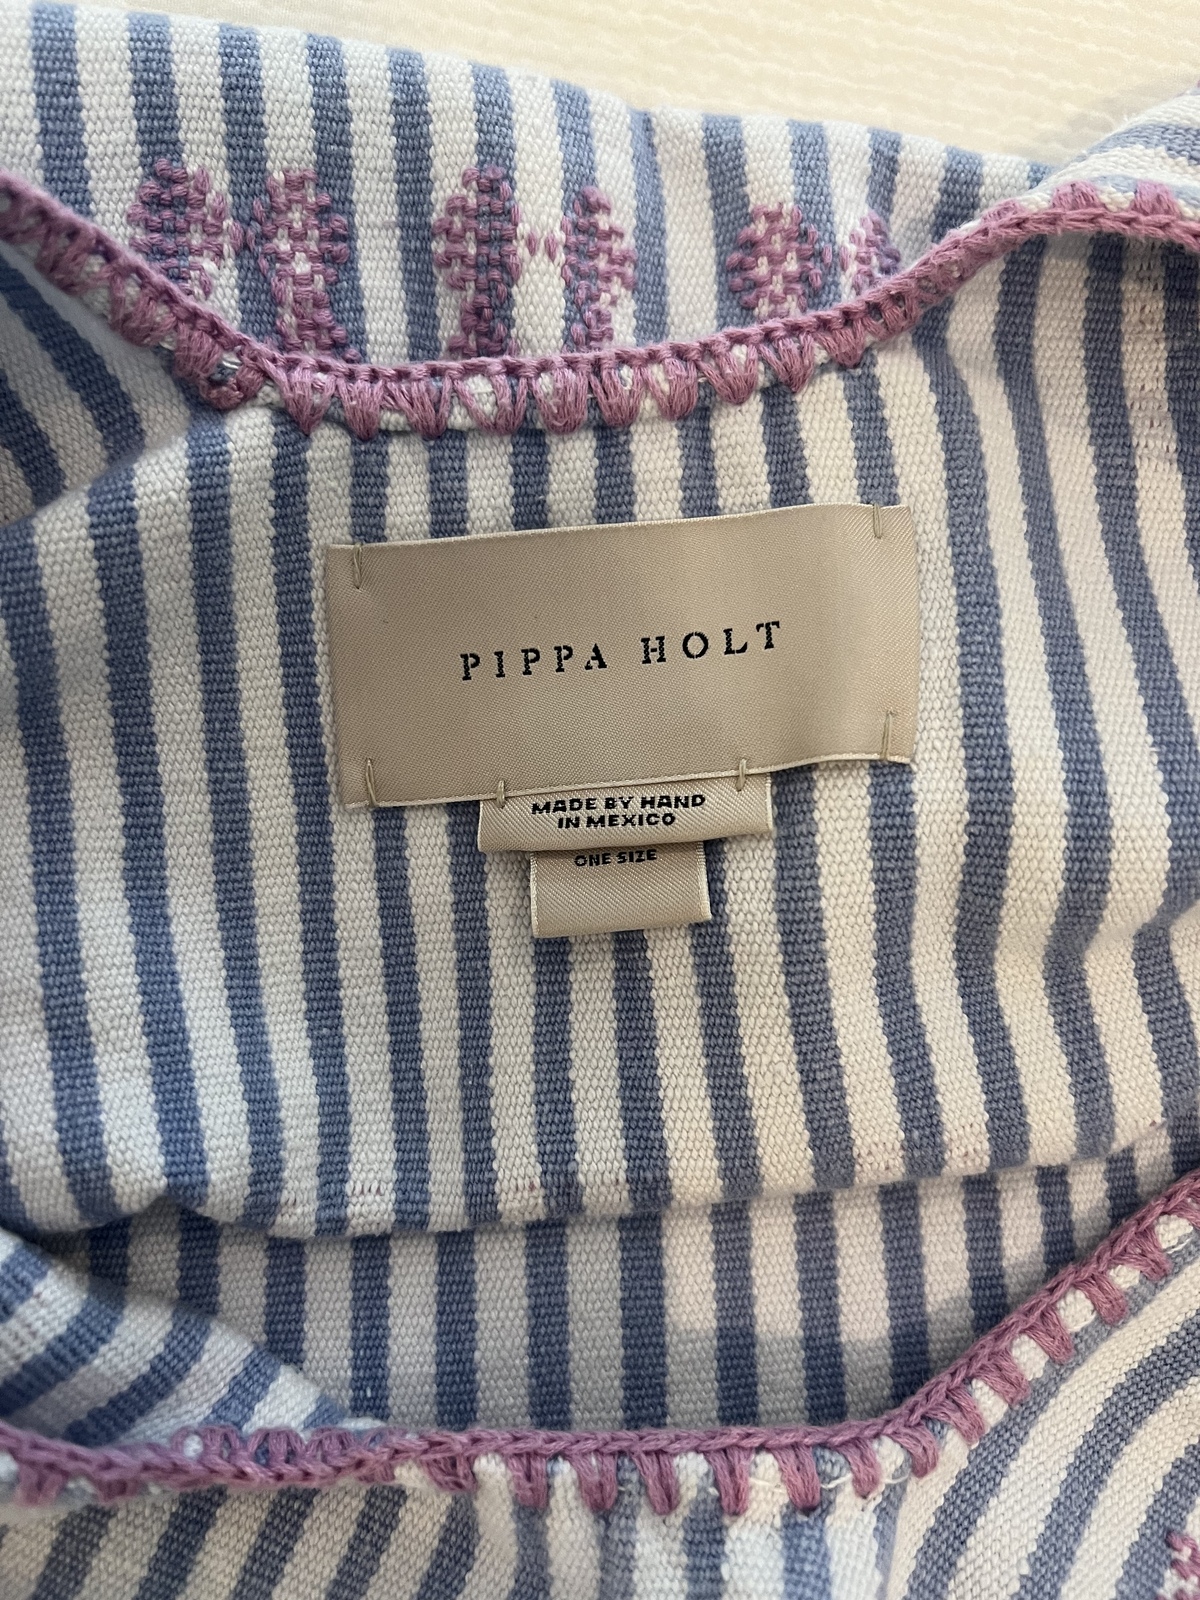 PIPPA HOLT
MADE BY HAND
IN MEXICO
ONE SIZE